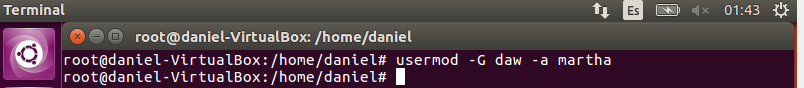 Terminal
Es
01:43
root@daniel-VirtualBox: /home/daniel
root@daniel-VirtualBox:/home/daniel# usermod -G daw -a martha
root@daniel-VirtualBox:/home/daniel#